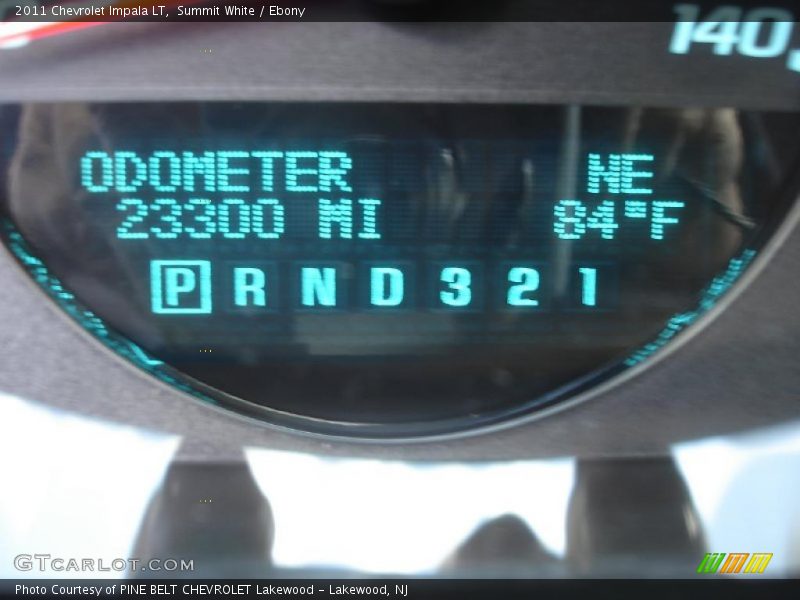 2011 Chevrolet Impala LT, Summit White / Ebony
140
ODOMETER NE
23300 MI 84°F
P R N D 3 2 1
GTCARLOT.COM
Photo Courtesy of PINE BELT CHEVROLET Lakewood - Lakewood, NJ